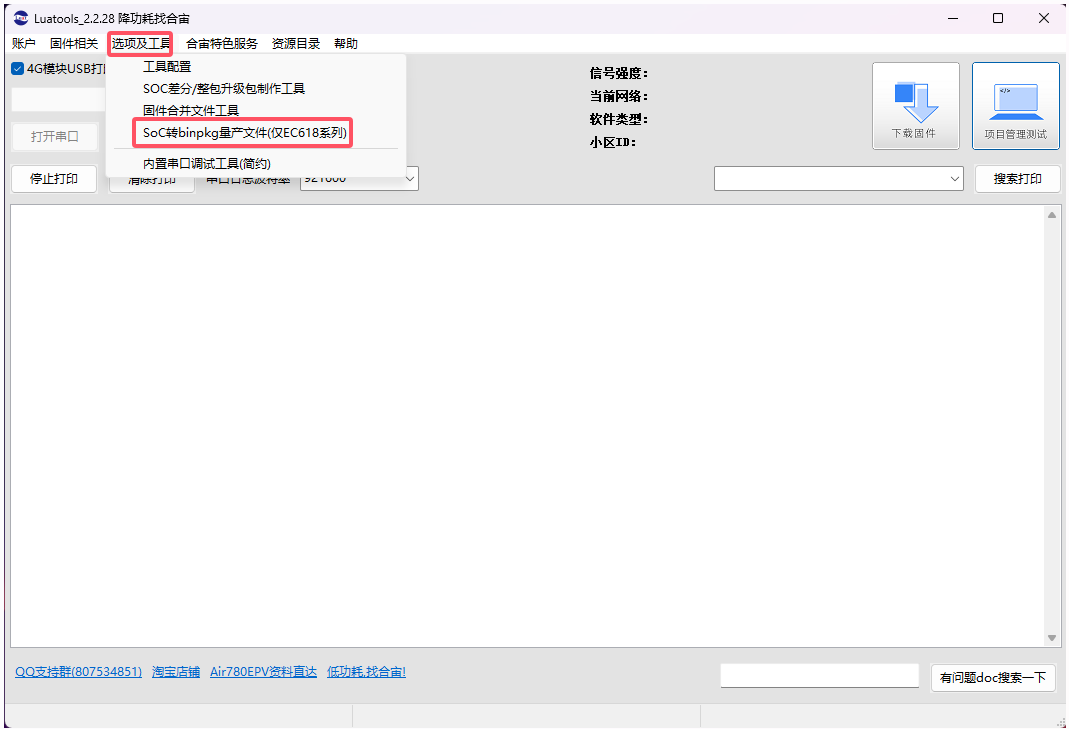 Luatools_2.2.28 降功耗找合宙
账户 固件相关 选项及工具 合宙特色服务 资源目录 帮助
4G模块USB打
工具配置
SOC差分/整包升级包制作工具
固件合并文件工具
SoC转binpkg量产文件(仅EC618系列)
内置串口调试工具(简约)
信号强度：
当前网络：
软件类型：
小区ID：
下载固件
</>
项目管理测试
打开串口
停止打印 清除打印 串口日志波特率 921600
搜索打印
QQ支持群(807534851) 淘宝店铺 Air780EPV资料直达 低功耗,找合宙!
有问题doc搜索一下